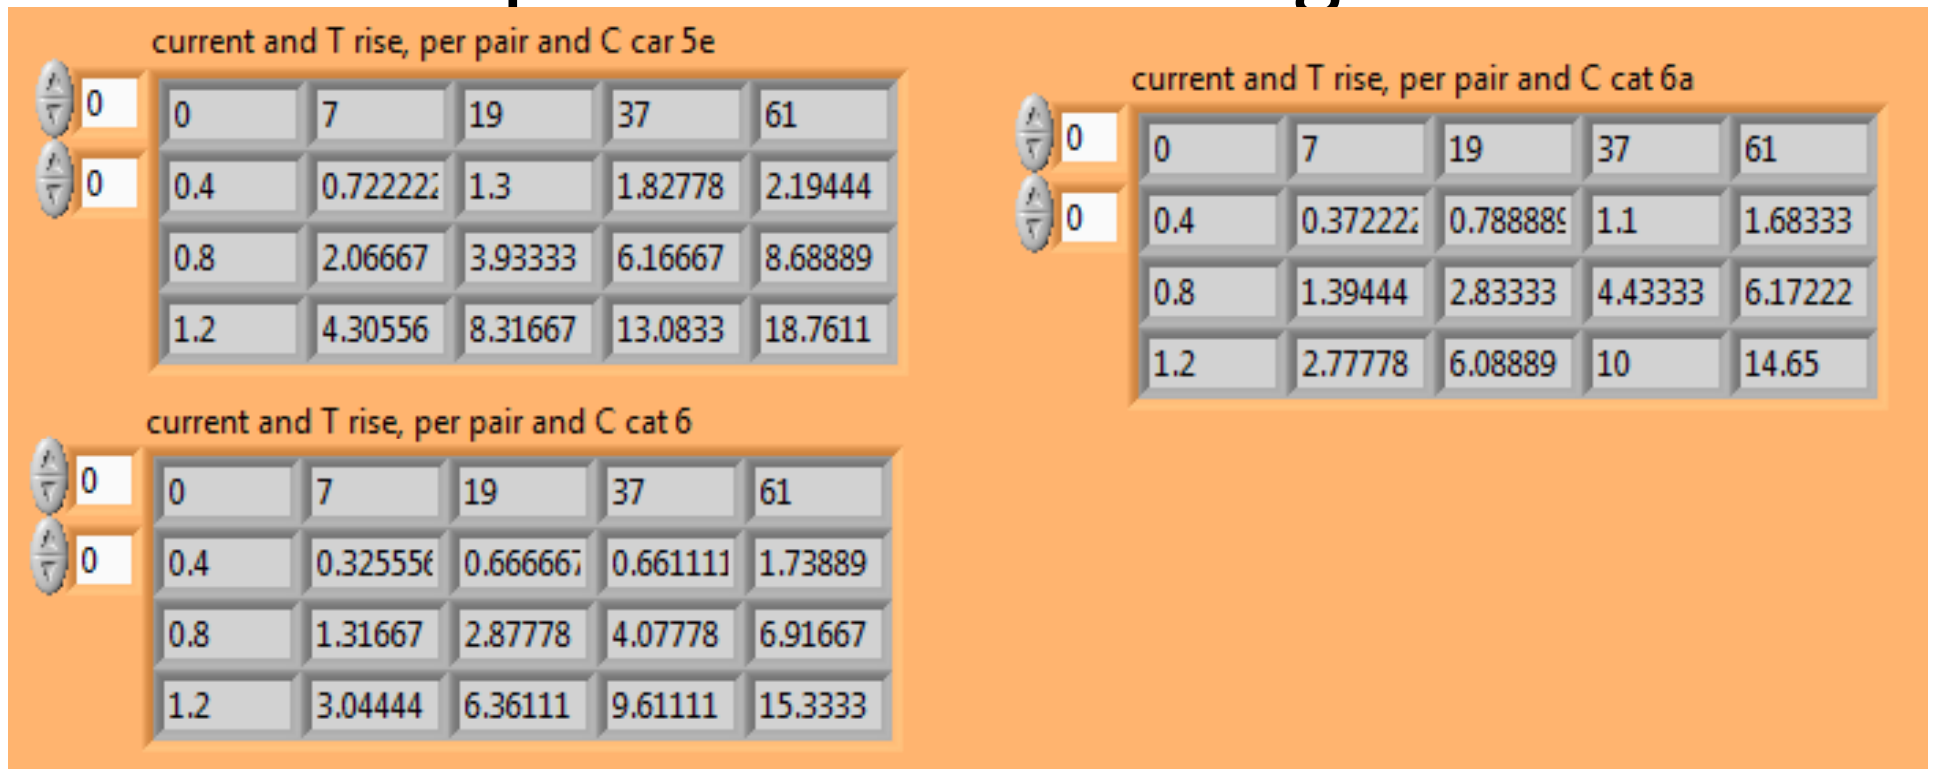 current and T rise, per pair and C car 5e
0
0
0 7 19 37 61
0.4 0.722222 1.3 1.82778 2.19444
0.8 2.06667 3.93333 6.16667 8.68889
1.2 4.30556 8.31667 13.0833 18.7611
current and T rise, per pair and C cat 6a
0
0
0 7 19 37 61
0.4 0.372222 0.788889 1.1 1.68333
0.8 1.39444 2.83333 4.43333 6.17222
1.2 2.77778 6.08889 10 14.65
current and T rise, per pair and C cat 6
0
0
0 7 19 37 61
0.4 0.325556 0.666667 0.661111 1.73889
0.8 1.31667 2.87778 4.07778 6.91667
1.2 3.04444 6.36111 9.61111 15.3333